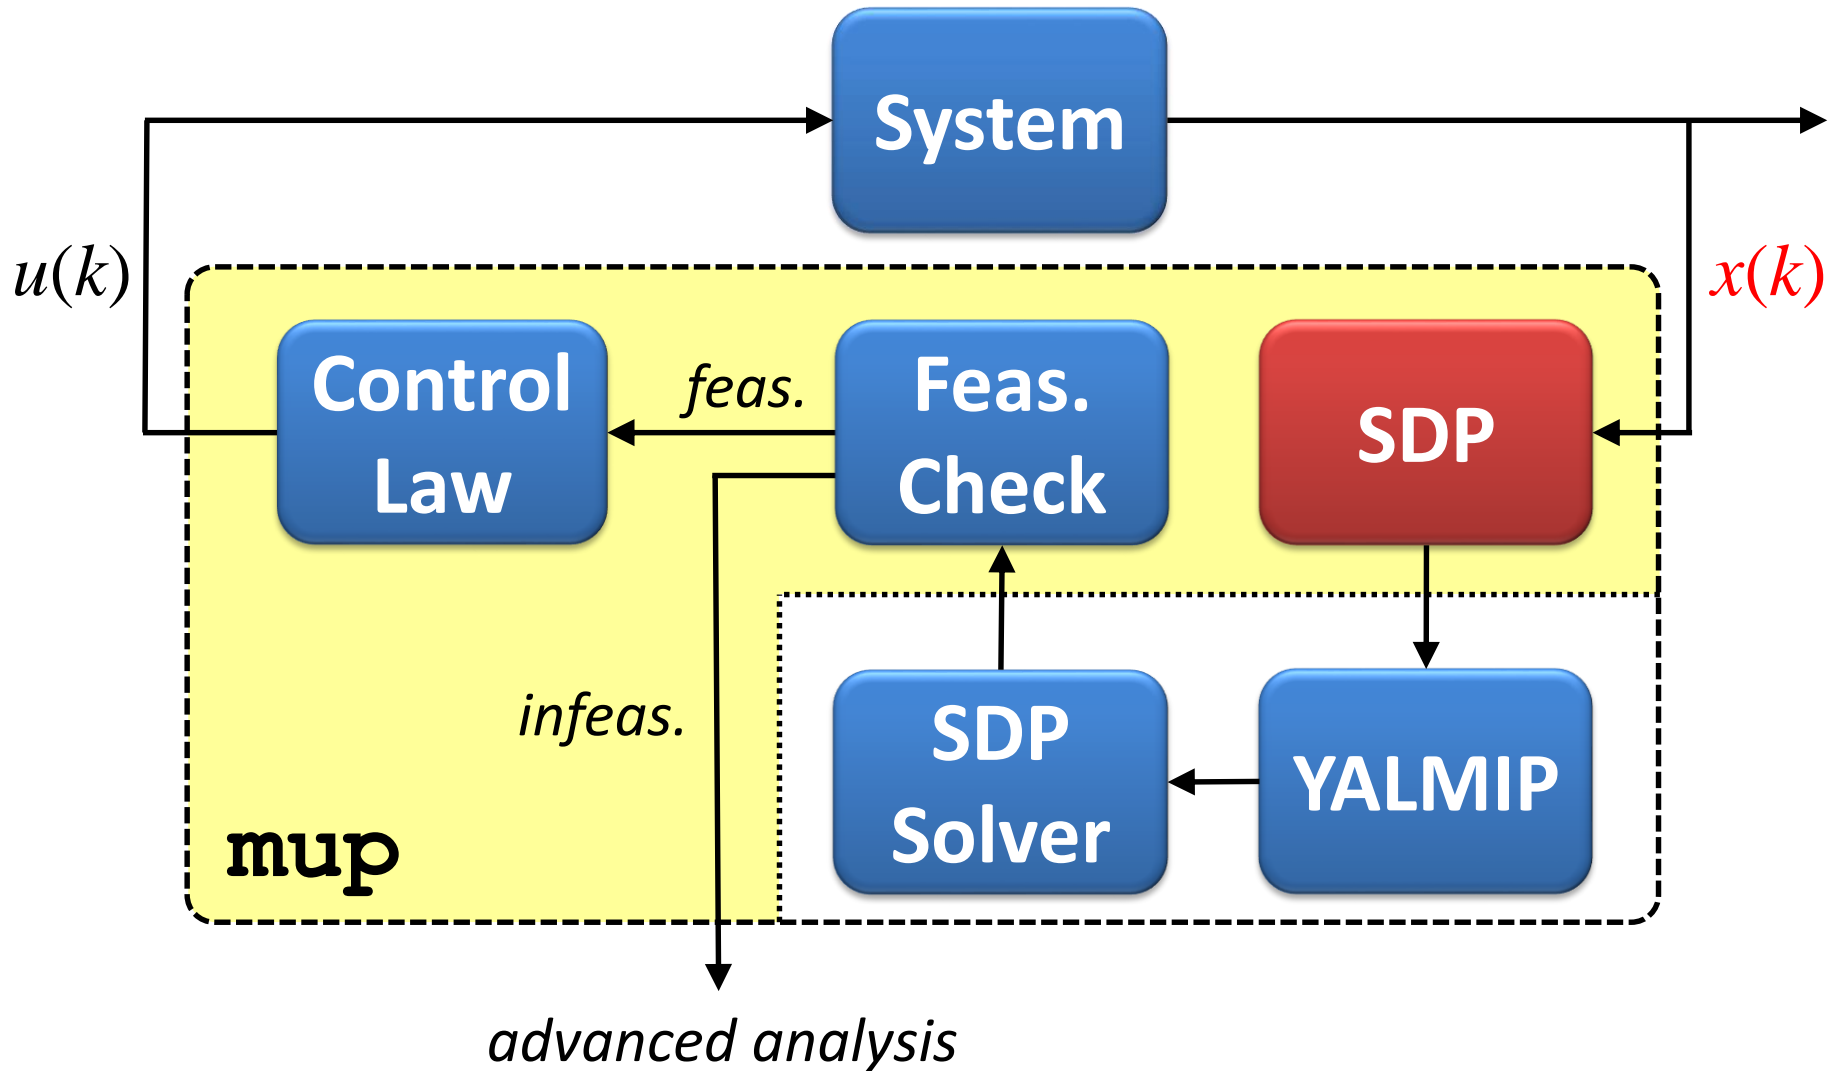 System
u(k)
x(k)
Control
Law
feas.
Feas.
Check
SDP
infeas.
SDP
Solver
YALMIP
mup
advanced analysis